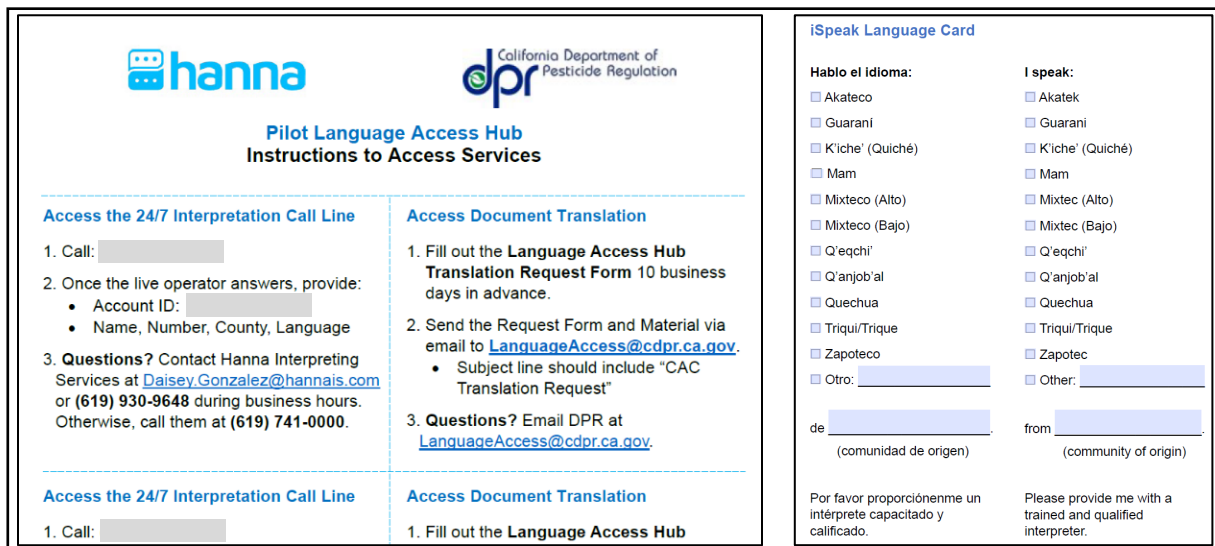 hanna
California Department of
Pesticide Regulation
dpr
Pilot Language Access Hub
Instructions to Access Services
Access the 24/7 Interpretation Call Line
1. Call:
2. Once the live operator answers, provide:
• Account ID:
• Name, Number, County, Language
3. Questions? Contact Hanna Interpreting
Services at Daisey.Gonzalez@hannais.com
or (619) 930-9648 during business hours.
Otherwise, call them at (619) 741-0000.
Access Document Translation
1. Fill out the Language Access Hub
Translation Request Form 10 business
days in advance.
2. Send the Request Form and Material via
email to LanguageAccess@cdpr.ca.gov.
• Subject line should include “CAC
Translation Request”
3. Questions? Email DPR at
LanguageAccess@cdpr.ca.gov.
Access the 24/7 Interpretation Call Line
1. Call:
Access Document Translation
1. Fill out the Language Access Hub
iSpeak Language Card
Hablo el idioma:
Akateco
Guaraní
K’iche’ (Quiché)
Mam
Mixteco (Alto)
Mixteco (Bajo)
Q’eqchi’
Q’anjob’al
Quechua
Triqui/Trique
Zapoteco
Otro:
de .
(comunidad de origen)
Por favor proporciónenme un
intérprete capacitado y
calificado.
I speak:
Akatek
Guarani
K’iche’ (Quiché)
Mam
Mixtec (Alto)
Mixtec (Bajo)
Q’eqchi’
Q’anjob’al
Quechua
Triqui/Trique
Zapotec
Other:
from .
(community of origin)
Please provide me with a
trained and qualified
interpreter.